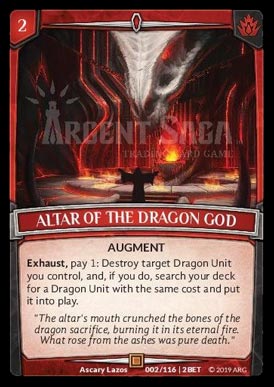 2
ARGENT SAGA
TRADING CARD GAME
ALTAR OF THE DRAGON GOD
AUGMENT
Exhaust, pay 1: Destroy target Dragon Unit
you control, and, if you do, search your deck
for a Dragon Unit with the same cost and put
it into play.
"The altar's mouth crunched the bones of the
dragon sacrifice, burning it in its eternal fire.
What rose from the ashes was pure death."
Ascary Lazos 002/116 | 2BET © 2019 ARG